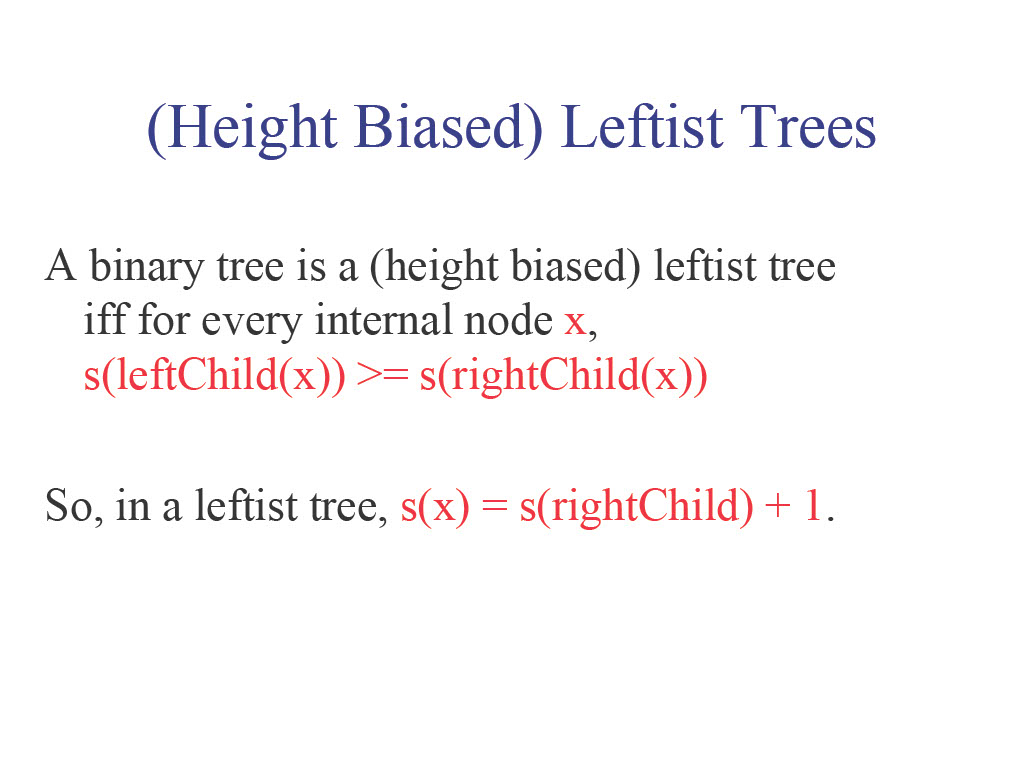 (Height Biased) Leftist Trees
A binary tree is a (height biased) leftist tree
iff for every internal node x,
s(leftChild(x)) >= s(rightChild(x))
So, in a leftist tree, s(x) = s(rightChild) + 1.